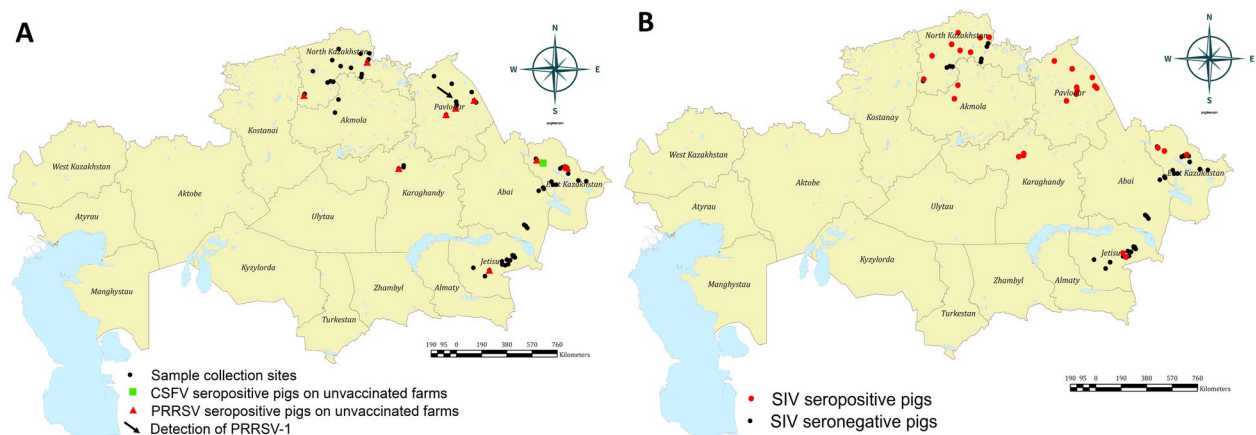 A
N
W
E
S
pngtree.com
North Kazakhstan
Kostanai
Akmola
Pavlodar
West Kazakhstan
Aktobe
Karaghandy
Abai
East Kazakhstan
Atyrau
Ulytau
Kyzylorda
Jetisu
Manghystau
Zhambyl
Almaty
Turkestan
190 95 0 190 380 570 760
Kilometers
Sample collection sites
CSFV seropositive pigs on unvaccinated farms
PRRSV seropositive pigs on unvaccinated farms
Detection of PRRSV-1
B
N
W
E
S
pngtree.com
North Kazakhstan
Kostanay
Akmola
Pavlodar
West Kazakhstan
Aktobe
Karaghandy
Abai
East Kazakhstan
Atyrau
Ulytau
Kyzylorda
Jetisu
Manghystau
Zhambyl
Almaty
Turkestan
190 95 0 190 380 570 760
Kilometers
SIV seropositive pigs
SIV seronegative pigs